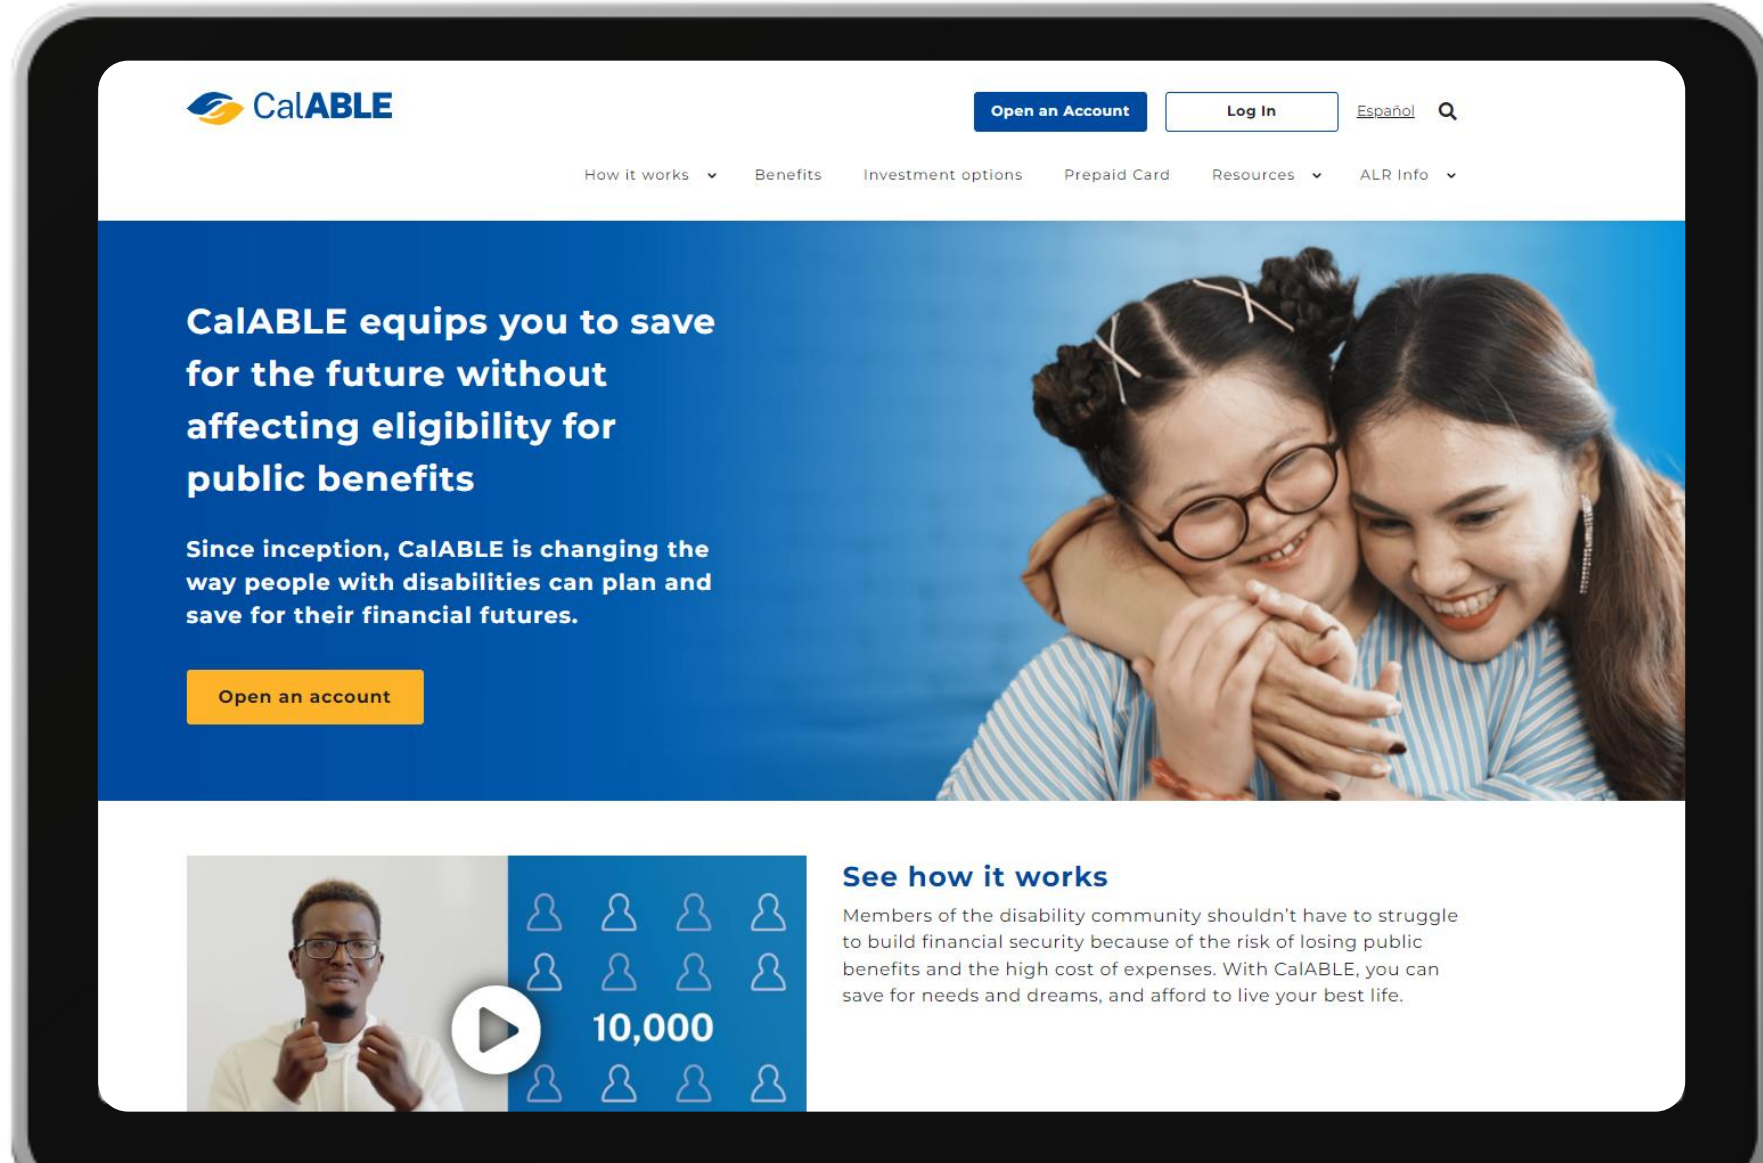 CalABLE
Open an Account
Log In
Español
How it works
Benefits
Investment options
Prepaid Card
Resources
ALR Info
CalABLE equips you to save
for the future without
affecting eligibility for
public benefits
Since inception, CalABLE is changing the
way people with disabilities can plan and
save for their financial futures.
Open an account
10,000
See how it works
Members of the disability community shouldn't have to struggle
to build financial security because of the risk of losing public
benefits and the high cost of expenses. With CalABLE, you can
save for needs and dreams, and afford to live your best life.